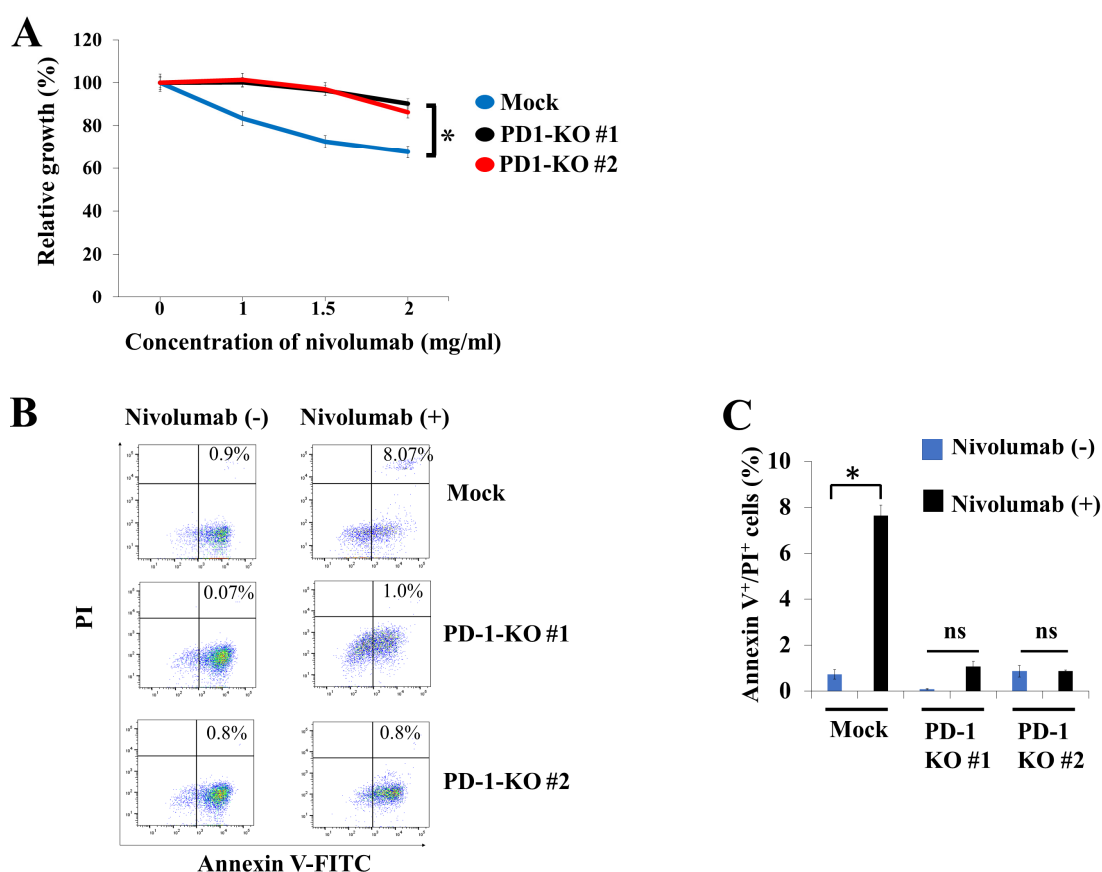 A
120
100
80
60
40
20
0
Relative growth (%)
0 1 1.5 2
Concentration of nivolumab (mg/ml)
Mock
PD1-KO #1
PD1-KO #2
*
B
Nivolumab (-) Nivolumab (+)
0.9% 8.07%
Mock
0.07% 1.0%
PD-1-KO #1
0.8% 0.8%
PD-1-KO #2
PI
Annexin V-FITC
C
Nivolumab (-)
Nivolumab (+)
Annexin V⁺/PI⁺ cells (%)
10
8
6
4
2
0
*
ns ns
Mock PD-1 PD-1
KO #1 KO #2